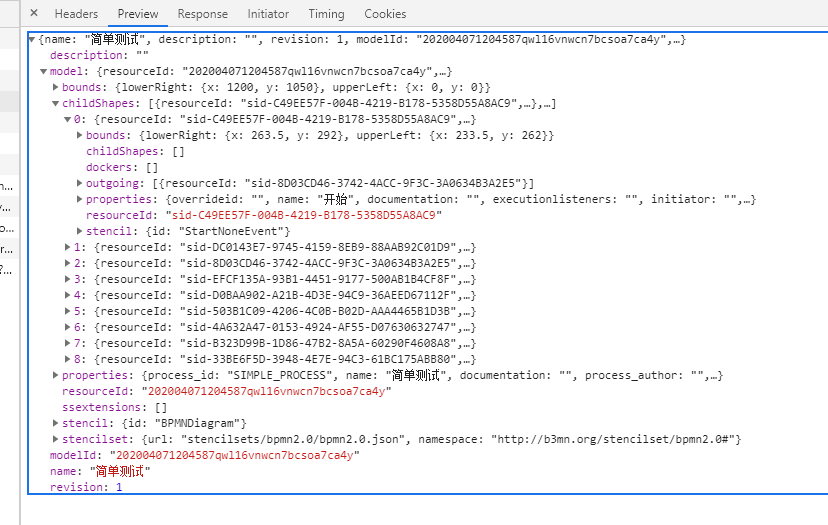 × Headers Preview Response Initiator Timing Cookies
▼{name: "简单测试", description: "", revision: 1, modelId: "202004071204587qwl16vnwcn7bcsoa7ca4y",…}
description: ""
▼model: {resourceId: "202004071204587qwl16vnwcn7bcsoa7ca4y",…}
▶bounds: {lowerRight: {x: 1200, y: 1050}, upperLeft: {x: 0, y: 0}}
▼childShapes: [{resourceId: "sid-C49EE57F-004B-4219-B178-5358D55A8AC9",…},…]
▼0: {resourceId: "sid-C49EE57F-004B-4219-B178-5358D55A8AC9",…}
▶bounds: {lowerRight: {x: 263.5, y: 292}, upperLeft: {x: 233.5, y: 262}}
childShapes: []
dockers: []
▶outgoing: [{resourceId: "sid-8D03CD46-3742-4ACC-9F3C-3A0634B3A2E5"}]
▶properties: {overrideid: "", name: "开始", documentation: "", executionlisteners: "", initiator: "",…}
resourceId: "sid-C49EE57F-004B-4219-B178-5358D55A8AC9"
▶stencil: {id: "StartNoneEvent"}
▶1: {resourceId: "sid-DC0143E7-9745-4159-8EB9-88AAB92C01D9",…}
▶2: {resourceId: "sid-8D03CD46-3742-4ACC-9F3C-3A0634B3A2E5",…}
▶3: {resourceId: "sid-EFCF135A-93B1-4451-9177-500AB1B4CF8F",…}
▶4: {resourceId: "sid-D0BAA902-A21B-4D3E-94C9-36AEED67112F",…}
▶5: {resourceId: "sid-503B1C09-4206-4C0B-B02D-AAA4465B1D3B",…}
▶6: {resourceId: "sid-4A632A47-0153-4924-AF55-D07630632747",…}
▶7: {resourceId: "sid-B323D99B-1D86-47B2-8A5A-60290F4608A8",…}
▶8: {resourceId: "sid-33BE6F5D-3948-4E7E-94C3-61BC175ABB80",…}
▶properties: {process_id: "SIMPLE_PROCESS", name: "简单测试", documentation: "", process_author: "",…}
resourceId: "202004071204587qwl16vnwcn7bcsoa7ca4y"
ssextensions: []
▶stencil: {id: "BPMNDiagram"}
▶stencilset: {url: "stencilsets/bpmn2.0/bpmn2.0.json", namespace: "http://b3mn.org/stencilset/bpmn2.0#"}
modelId: "202004071204587qwl16vnwcn7bcsoa7ca4y"
name: "简单测试"
revision: 1